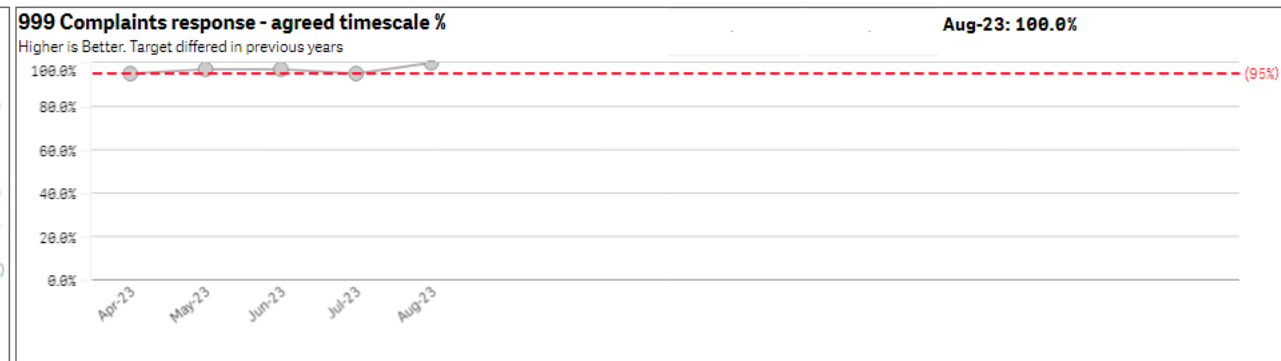 999 Complaints response - agreed timescale %
Aug-23: 100.0%
Higher is Better. Target differed in previous years
100.0%
(95%)
80.0%
60.0%
40.0%
20.0%
0.0%
Apr-23
May-23
Jun-23
Jul-23
Aug-23
)